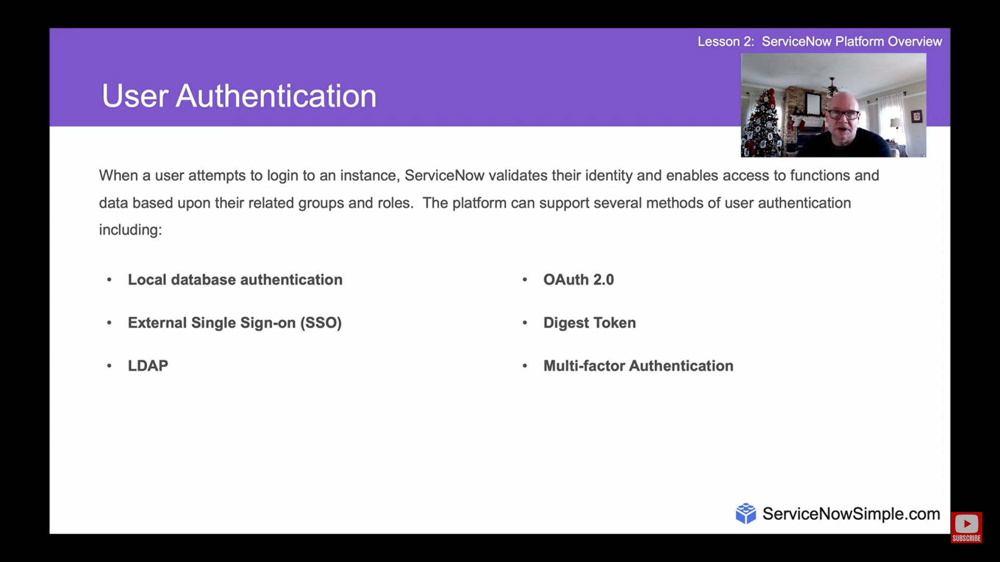 Lesson 2:  ServiceNow Platform Overview
User Authentication
When a user attempts to login to an instance, ServiceNow validates their identity and enables access to functions and
data based upon their related groups and roles.  The platform can support several methods of user authentication
including:
• Local database authentication
• External Single Sign-on (SSO)
• LDAP
• OAuth 2.0
• Digest Token
• Multi-factor Authentication
ServiceNowSimple.com
SUBSCRIBE